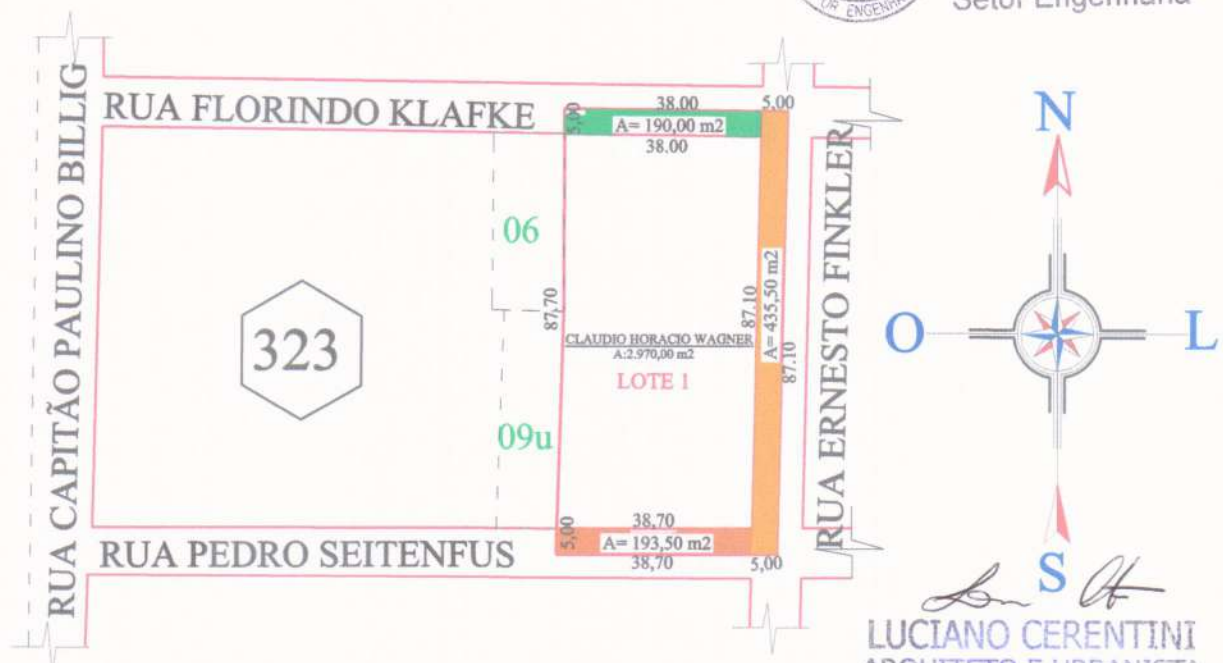 Setor Engenharia
RUA CAPITÃO PAULINO BILLIG
RUA FLORINDO KLAFKE
38.00
5,00
5,00
A= 190,00 m2
38.00
N
06
87,70
87.10
A= 435,50 m2
87.10
RUA ERNESTO FINKLER
323
CLAUDIO HORACIO WAGNER
A:2.970,00 m2
LOTE 1
O
L
09u
38,70
5,00
A= 193,50 m2
38,70
5,00
RUA PEDRO SEITENFUS
S
LUCIANO CERENTINI
ARQUITETO E URBANISTA